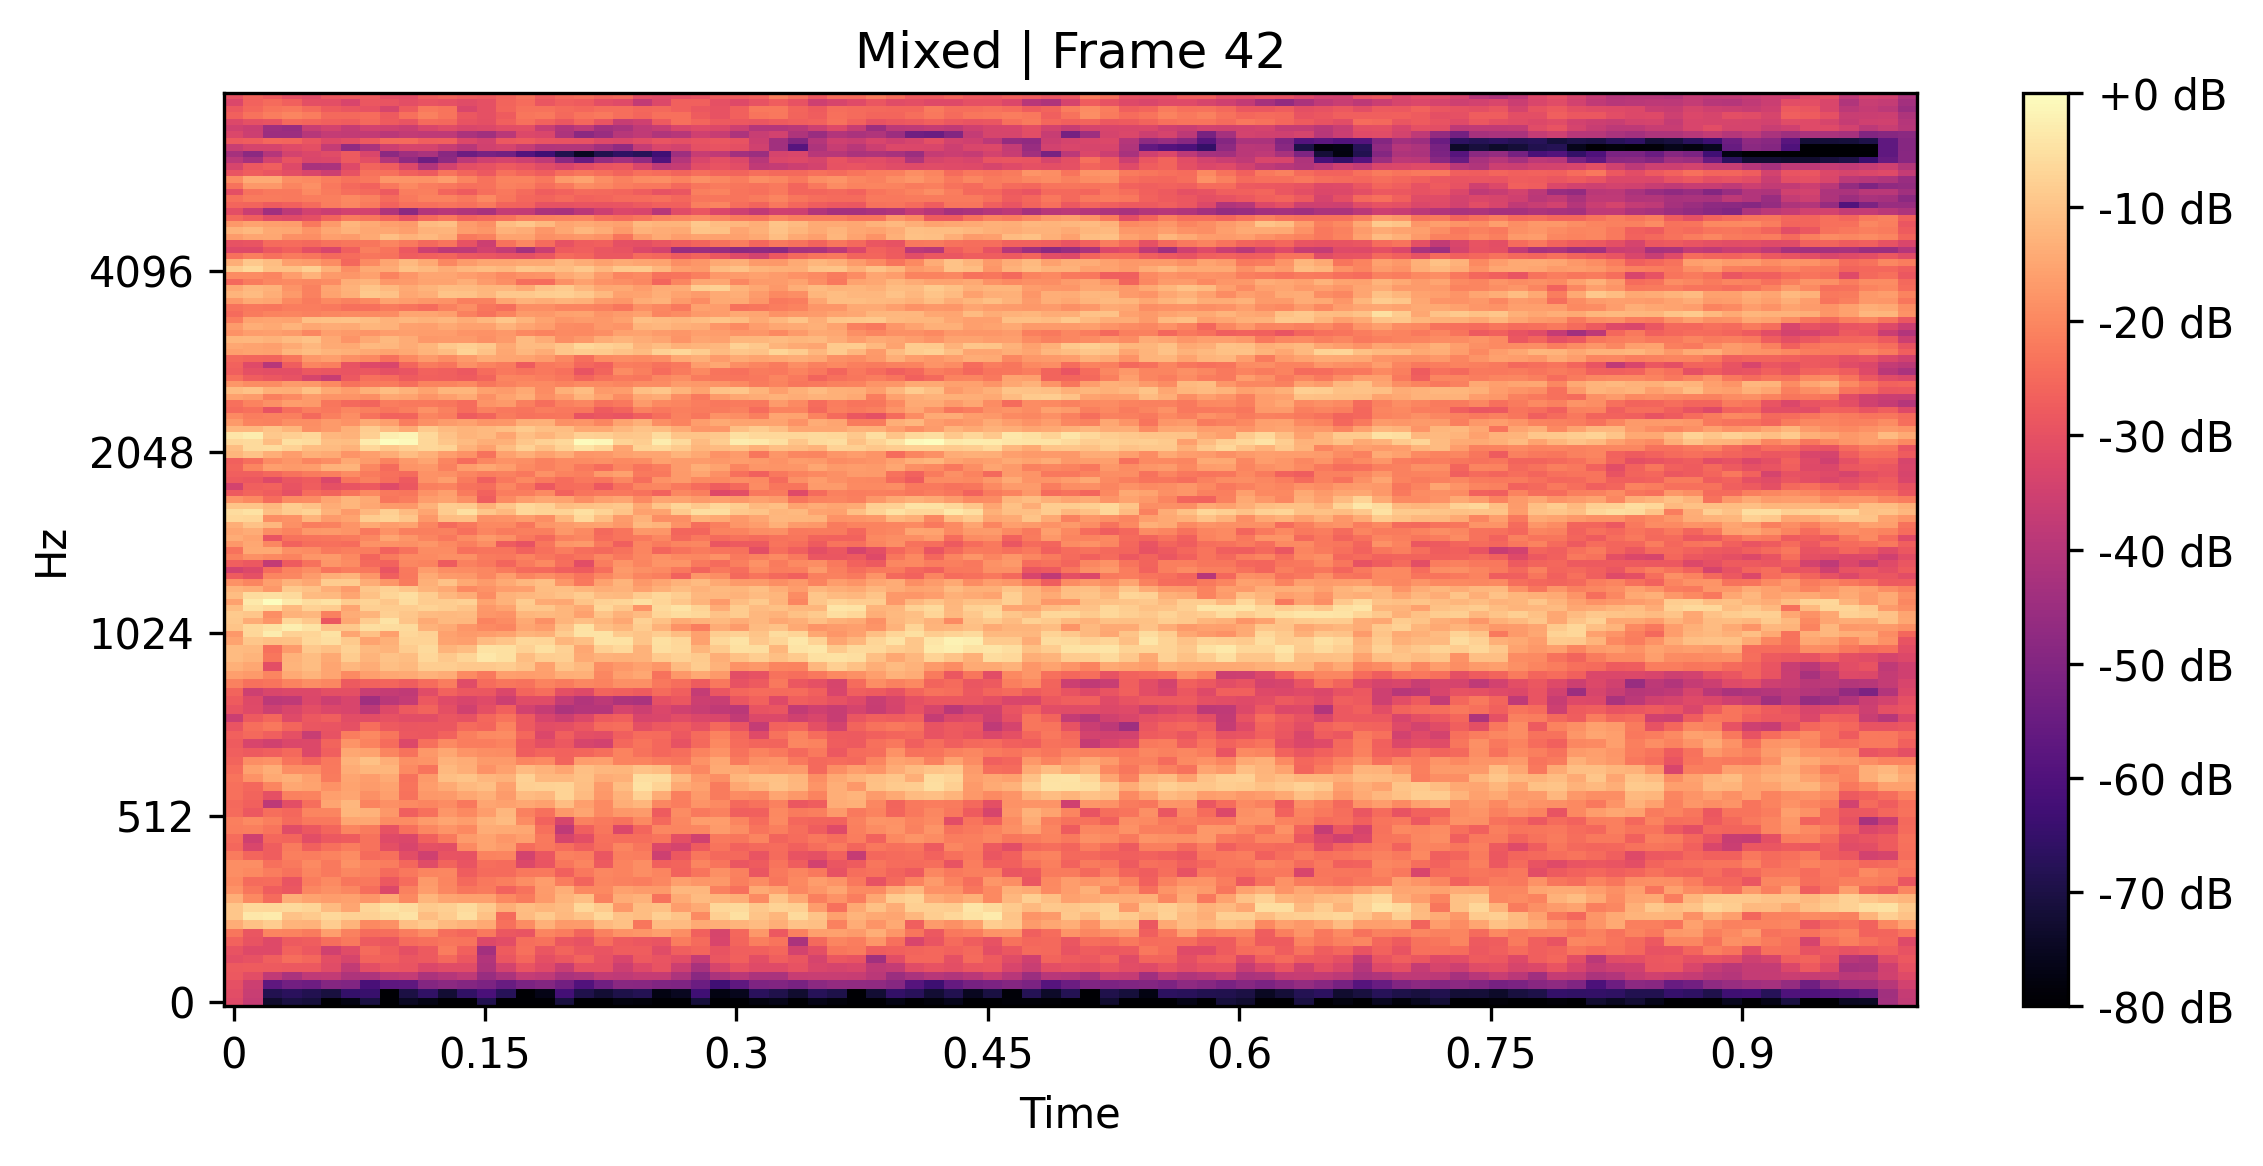 Mixed | Frame 42
+0 dB
-10 dB
-20 dB
-30 dB
-40 dB
-50 dB
-60 dB
-70 dB
-80 dB
4096
2048
1024
512
0
Hz
0 0.15 0.3 0.45 0.6 0.75 0.9
Time